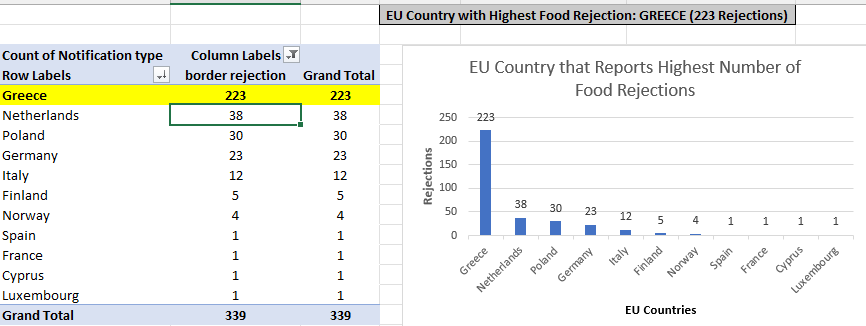 EU Country with Highest Food Rejection: GREECE (223 Rejections)
Count of Notification type Column Labels
Row Labels border rejection Grand Total
Greece 223 223
Netherlands 38 38
Poland 30 30
Germany 23 23
Italy 12 12
Finland 5 5
Norway 4 4
Spain 1 1
France 1 1
Cyprus 1 1
Luxembourg 1 1
Grand Total 339 339
EU Country that Reports Highest Number of
Food Rejections
Rejections
250
200
150
100
50
0
223 38 30 23 12 5 4 1 1 1 1
Greece Netherlands Poland Germany Italy Finland Norway Spain France Cyprus Luxembourg
EU Countries